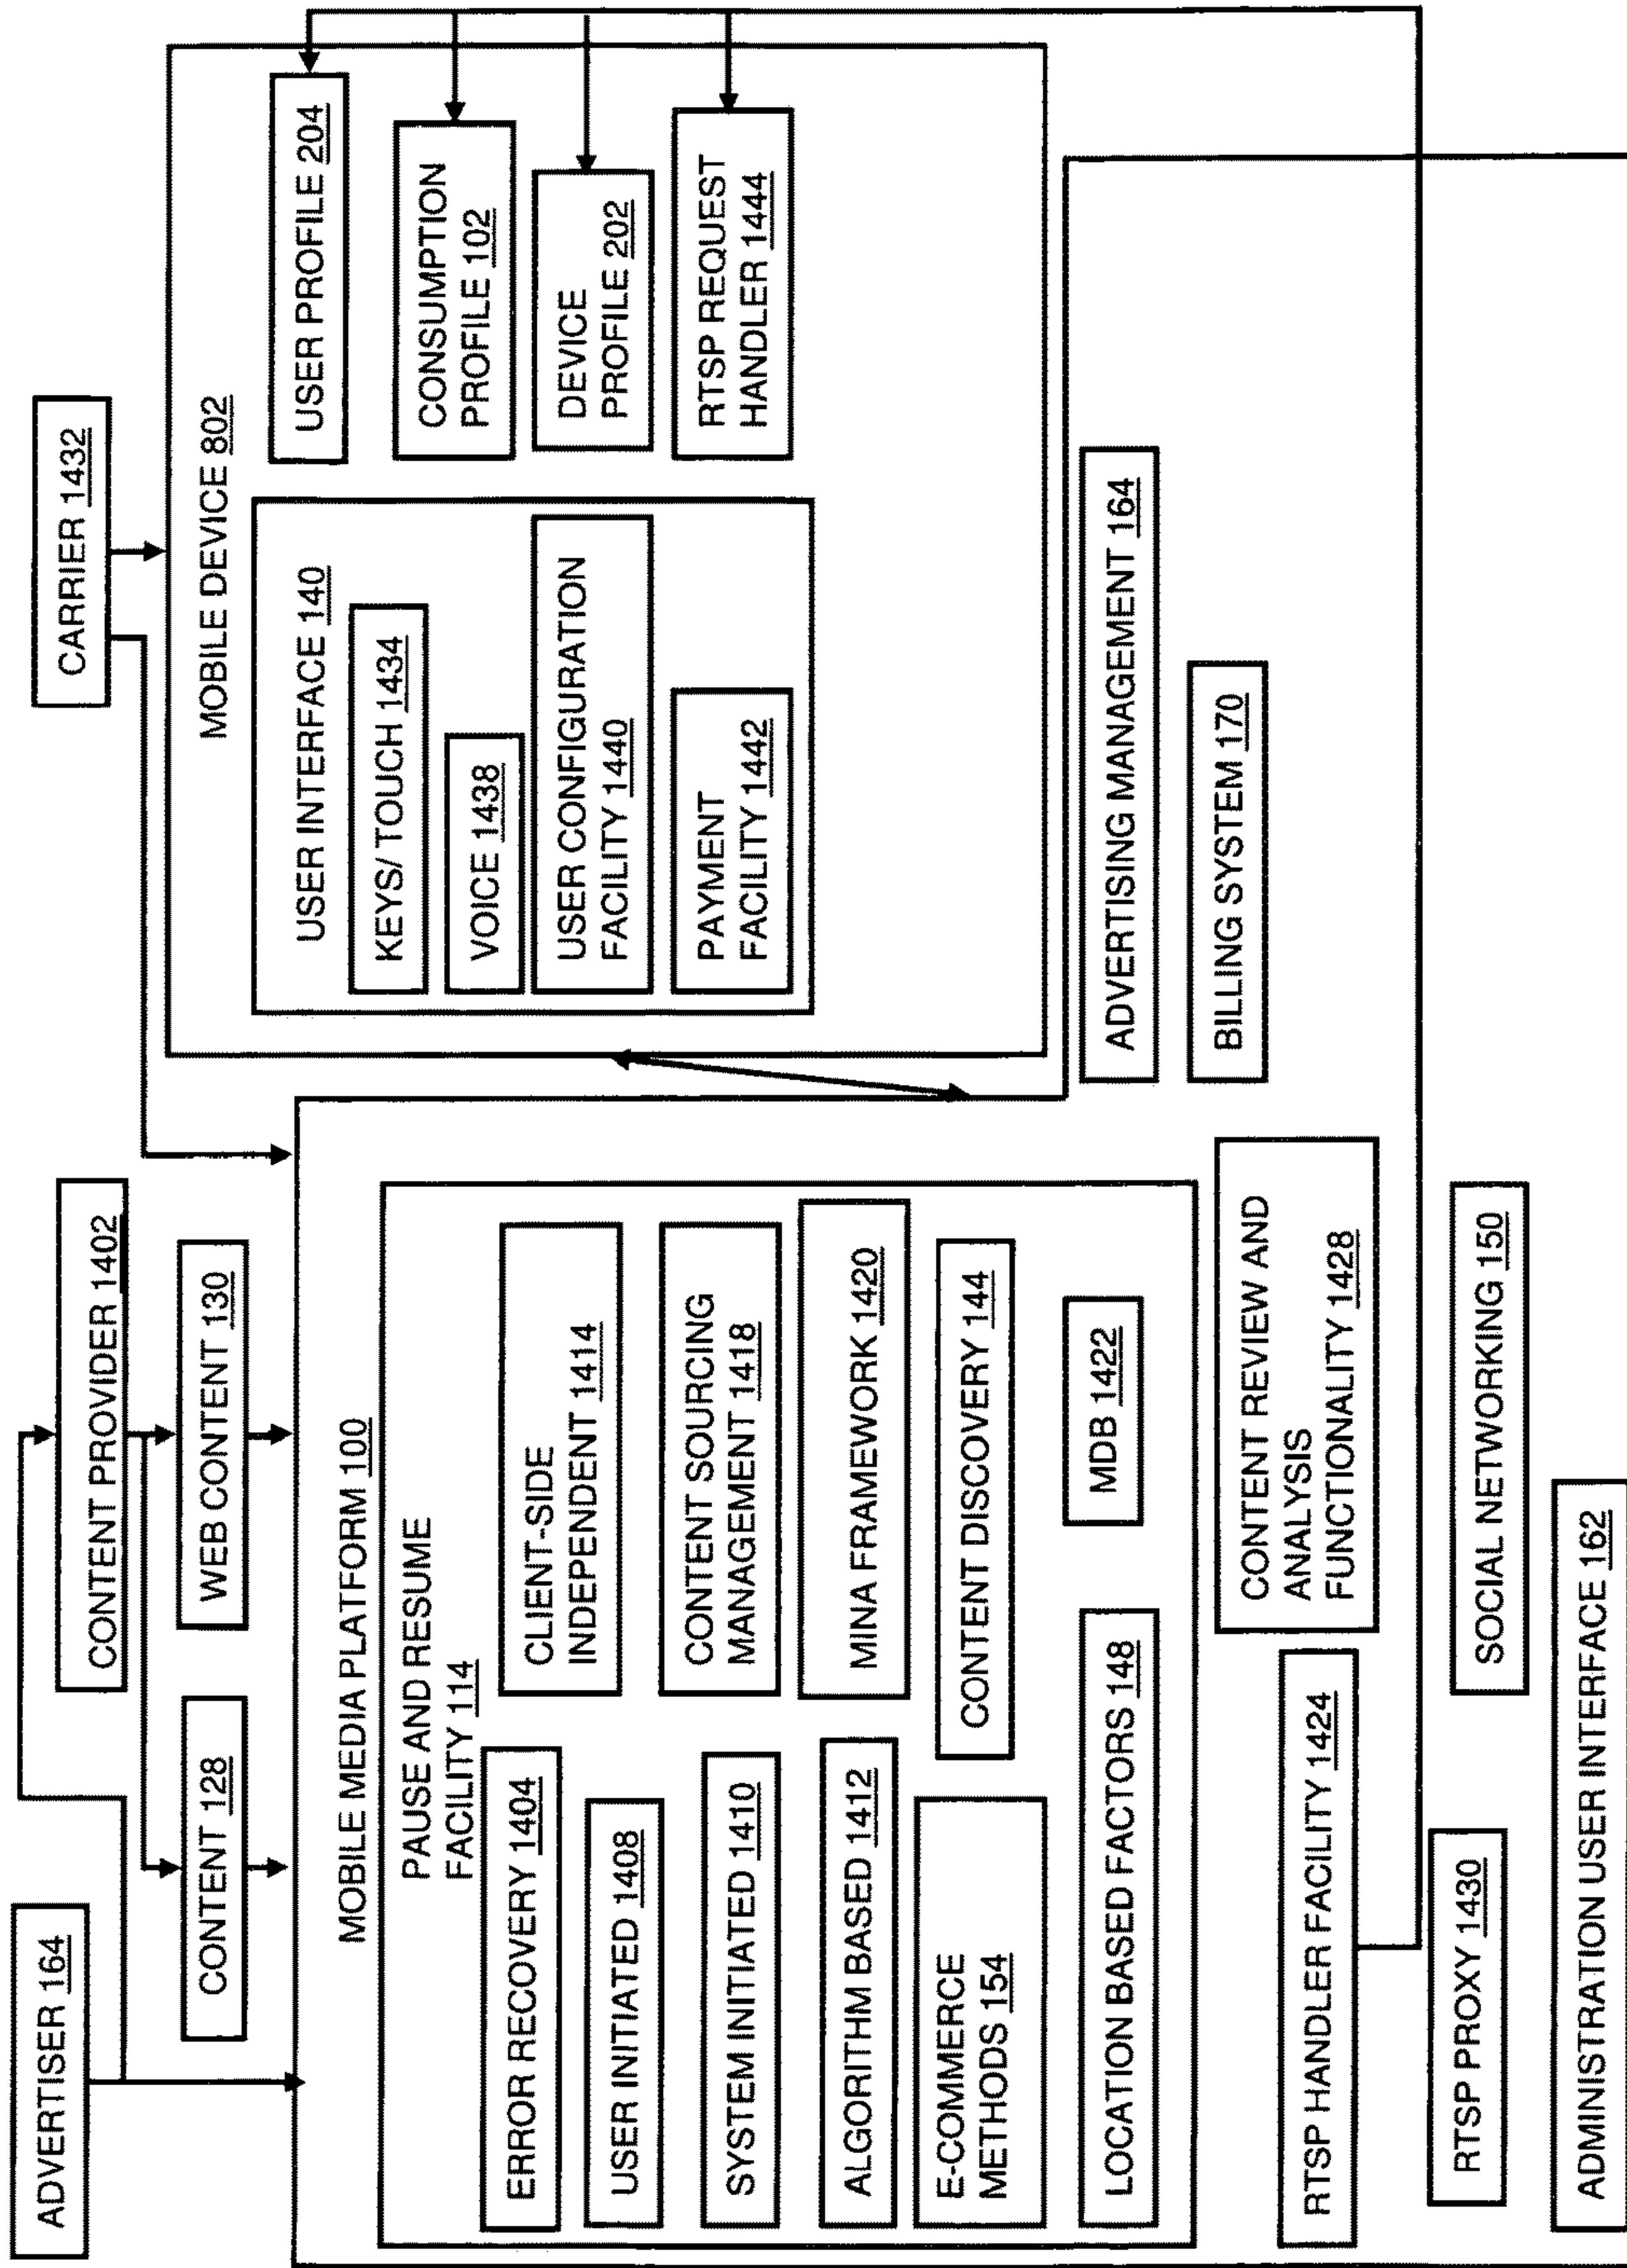 ADVERTISER 164
CONTENT PROVIDER 1402
CARRIER 1432
CONTENT 128
WEB CONTENT 130
MOBILE MEDIA PLATFORM 100
PAUSE AND RESUME
FACILITY 114
ERROR RECOVERY 1404
USER INITIATED 1408
SYSTEM INITIATED 1410
ALGORITHM BASED 1412
E-COMMERCE
METHODS 154
LOCATION BASED FACTORS 148
CLIENT-SIDE
INDEPENDENT 1414
CONTENT SOURCING
MANAGEMENT 1418
MINA FRAMEWORK 1420
CONTENT DISCOVERY 144
MDB 1422
RTSP HANDLER FACILITY 1424
CONTENT REVIEW AND
ANALYSIS
FUNCTIONALITY 1428
RTSP PROXY 1430
SOCIAL NETWORKING 150
ADMINISTRATION USER INTERFACE 162
ADVERTISING MANAGEMENT 164
BILLING SYSTEM 170
MOBILE DEVICE 802
USER INTERFACE 140
KEYS/ TOUCH 1434
VOICE 1438
USER CONFIGURATION
FACILITY 1440
PAYMENT
FACILITY 1442
USER PROFILE 204
CONSUMPTION
PROFILE 102
DEVICE
PROFILE 202
RTSP REQUEST
HANDLER 1444